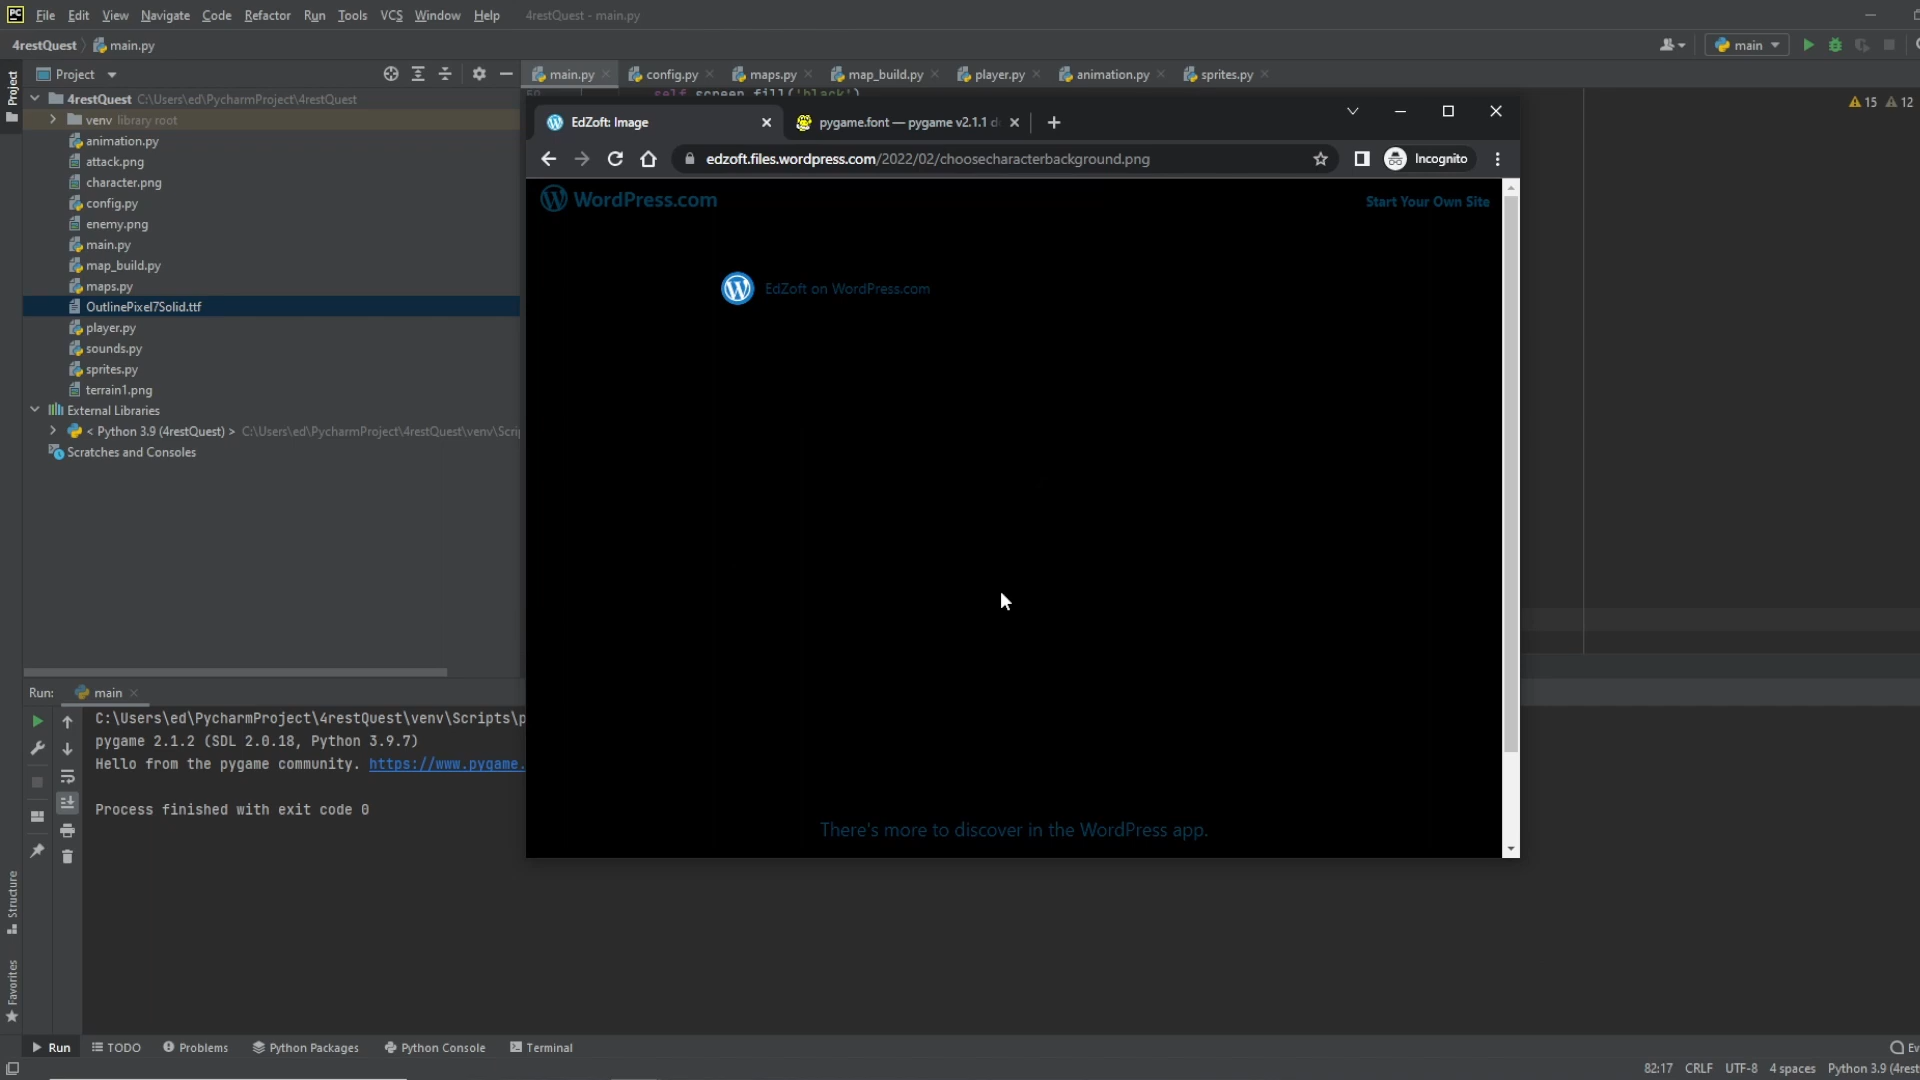 PC File Edit View Navigate Code Refactor Run Tools VCS Window Help 4restQuest - main.py
4restQuest main.py main
Project Project main.py config.py maps.py map_build.py player.py animation.py sprites.py
4restQuest C:\Users\ed\PycharmProject\4restQuest
self.screen.fill('black')
15 12
venv library root
animation.py
attack.png
character.png
config.py
enemy.png
main.py
map_build.py
maps.py
OutlinePixel7Solid.ttf
player.py
sounds.py
sprites.py
terrain1.png
External Libraries
< Python 3.9 (4restQuest) > C:\Users\ed\PycharmProject\4restQuest\venv\Scri
Scratches and Consoles
EdZoft: Image pygame.font — pygame v2.1.1 d
edzoft.files.wordpress.com/2022/02/choosecharacterbackground.png Incognito
WordPress.com Start Your Own Site
EdZoft on WordPress.com
There's more to discover in the WordPress app.
Run: main
C:\Users\ed\PycharmProject\4restQuest\venv\Scripts\p
pygame 2.1.2 (SDL 2.0.18, Python 3.9.7)
Hello from the pygame community. https://www.pygame.
Process finished with exit code 0
Structure
Favorites
Run TODO Problems Python Packages Python Console Terminal Ev
82:17 CRLF UTF-8 4 spaces Python 3.9 (4rest